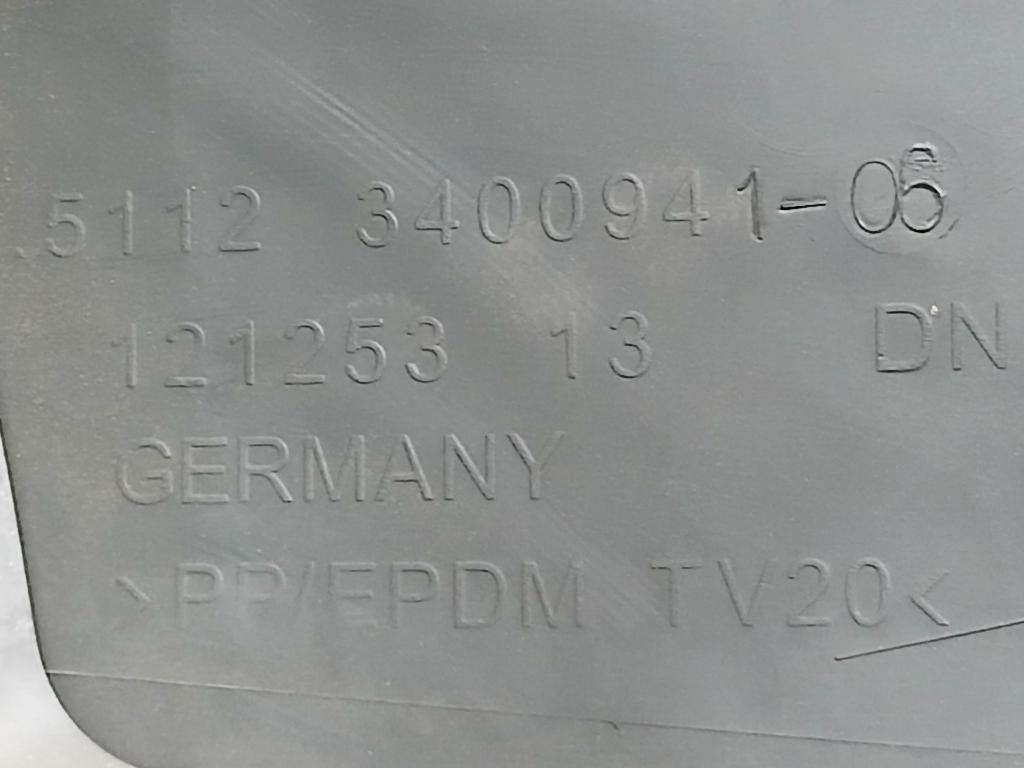 .5112 3400941-05
121253 13 DN
GERMANY
>PP/EPDM TV20<